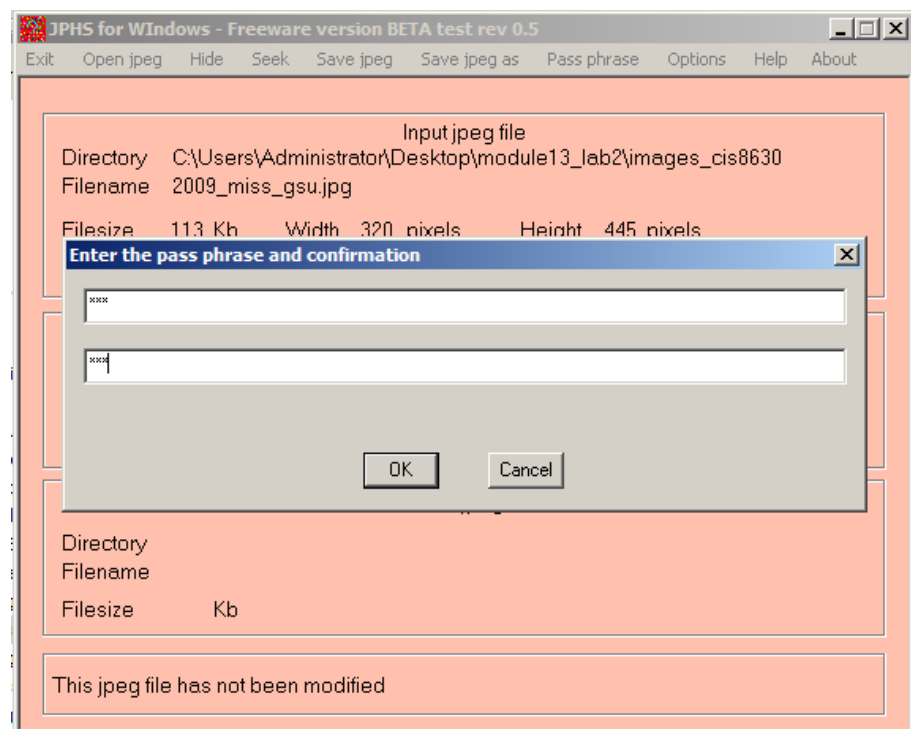 JPHS for WIndows - Freeware version BETA test rev 0.5
Exit Open jpeg Hide Seek Save jpeg Save jpeg as Pass phrase Options Help About
Input jpeg file
Directory C:\Users\Administrator\Desktop\module13_lab2\images_cis8630
Filename 2009_miss_gsu.jpg
Filesize 113 Kb Width 320 pixels Height 445 pixels
Enter the pass phrase and confirmation
***
***
OK Cancel
Directory
Filename
Filesize Kb
This jpeg file has not been modified